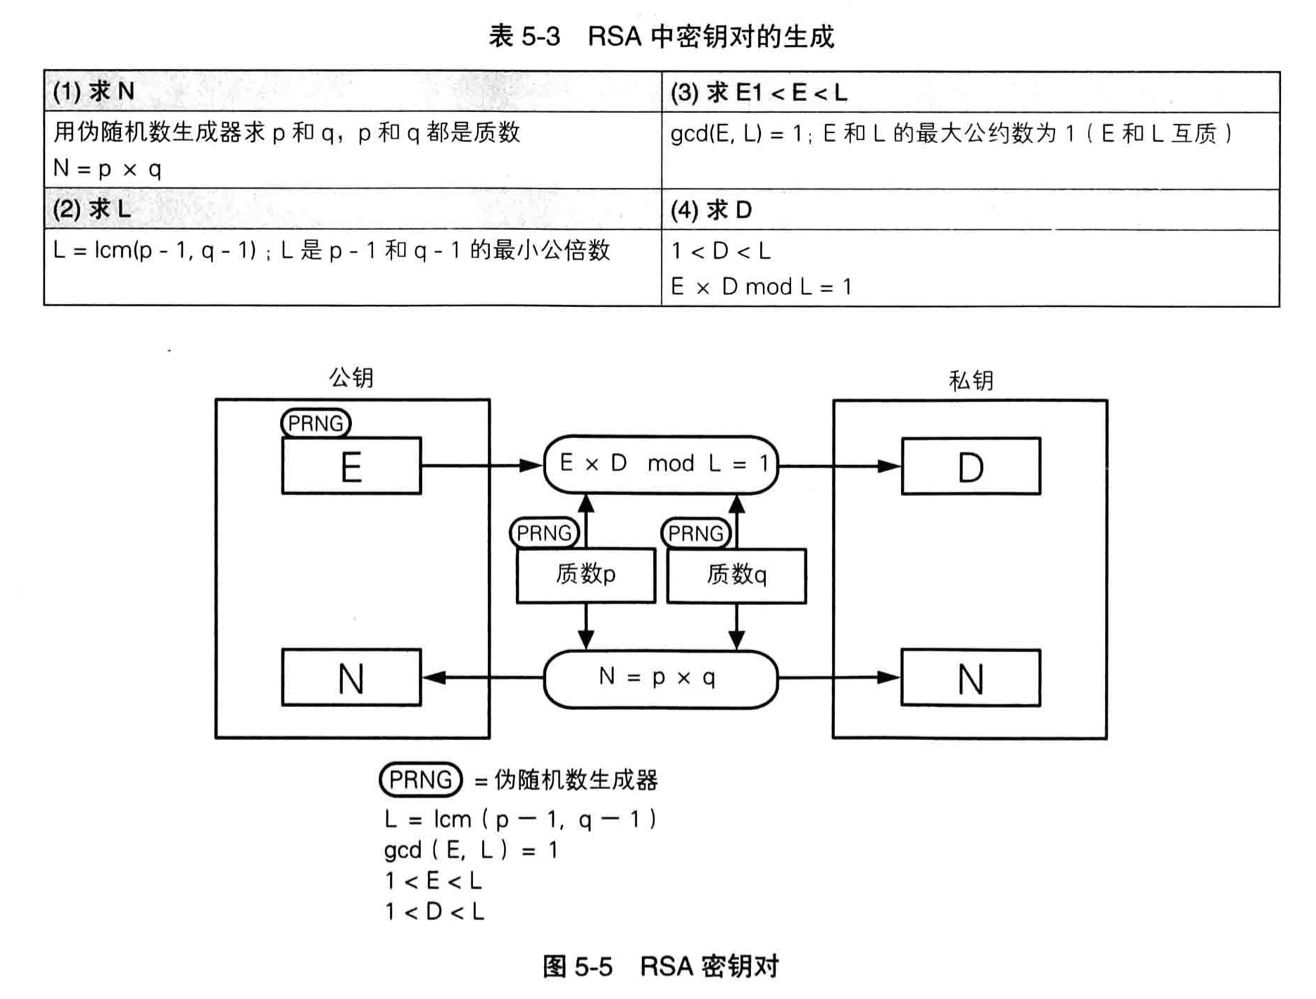 表 5-3 RSA 中密钥对的生成
(1) 求 N
用伪随机数生成器求 p 和 q，p 和 q 都是质数
N = p × q
(2) 求 L
L = lcm(p - 1, q - 1)；L 是 p - 1 和 q - 1 的最小公倍数
(3) 求 E1 < E < L
gcd(E, L) = 1；E 和 L 的最大公约数为 1（E 和 L 互质）
(4) 求 D
1 < D < L
E × D mod L = 1
公钥
私钥
PRNG
E
E × D mod L = 1
D
PRNG
PRNG
质数p
质数q
N
N = p × q
N
PRNG = 伪随机数生成器
L = lcm（p － 1, q － 1）
gcd（E, L）= 1
1 < E < L
1 < D < L
图 5-5 RSA 密钥对